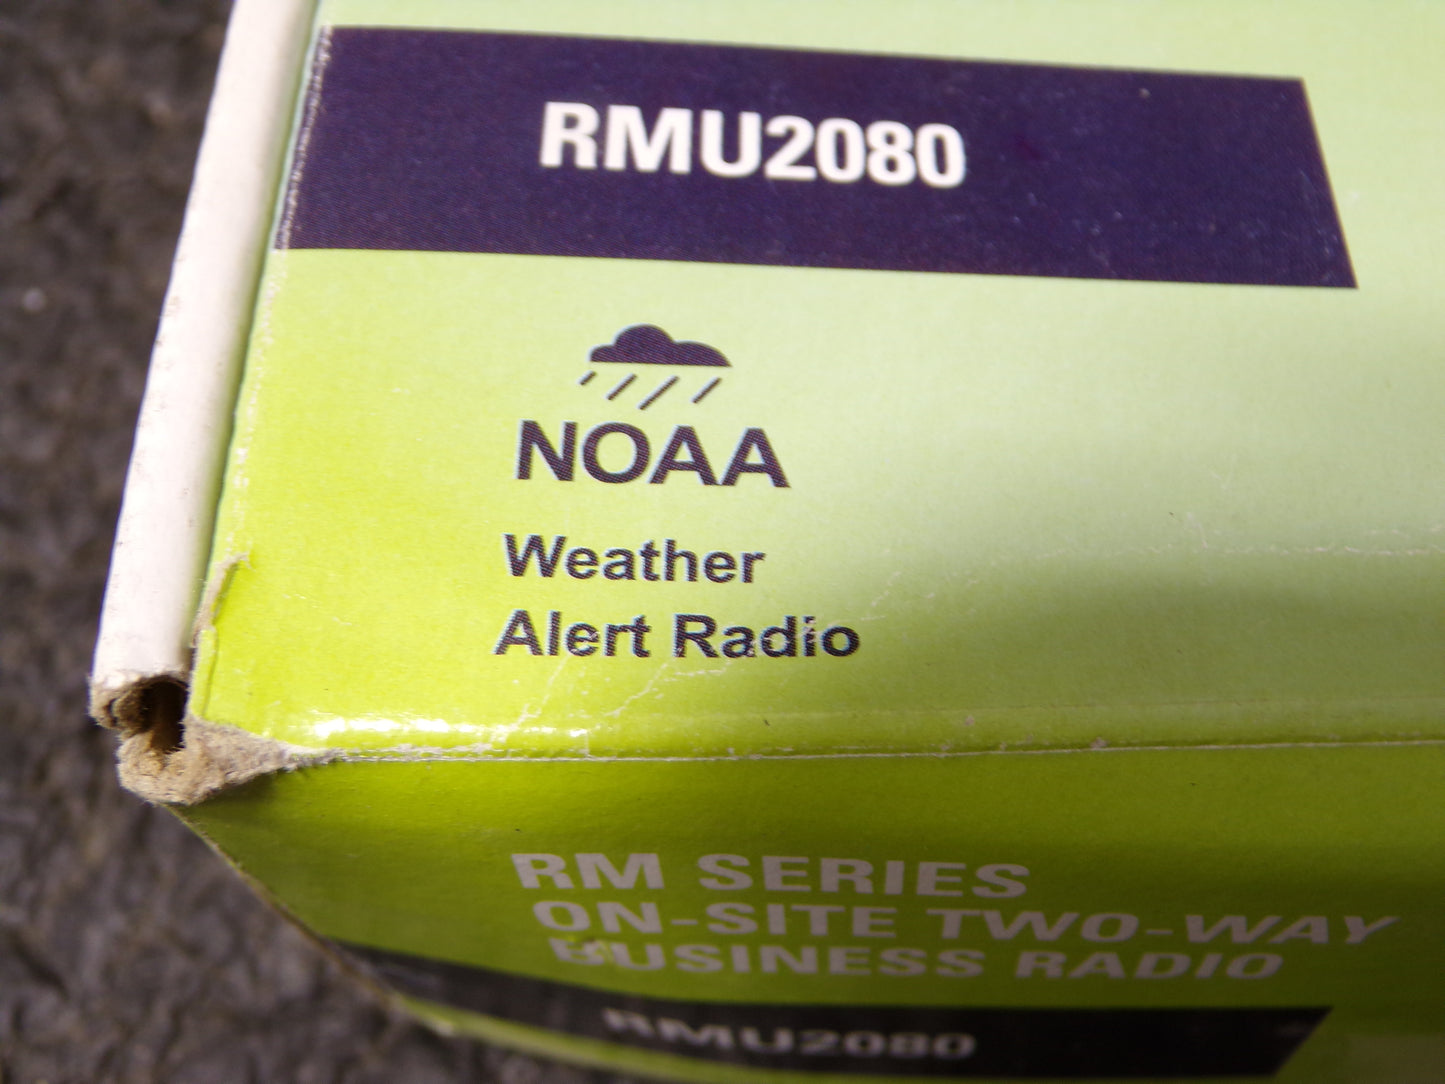 RMU2080
NOAA
Weather
Alert Radio
RM SERIES
ON-SITE TWO-WAY
BUSINESS RADIO
RMU2080